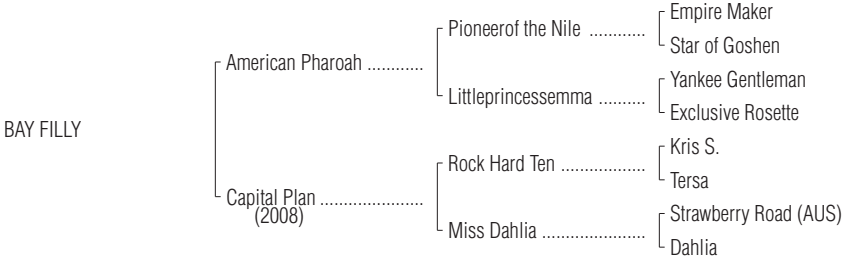 Empire Maker
Pioneerof the Nile ............
Star of Goshen
American Pharoah ............
Yankee Gentleman
Littleprincessemma ..........
Exclusive Rosette
BAY FILLY
Kris S.
Rock Hard Ten ..................
Tersa
Capital Plan ......................
(2008)
Strawberry Road (AUS)
Miss Dahlia ......................
Dahlia